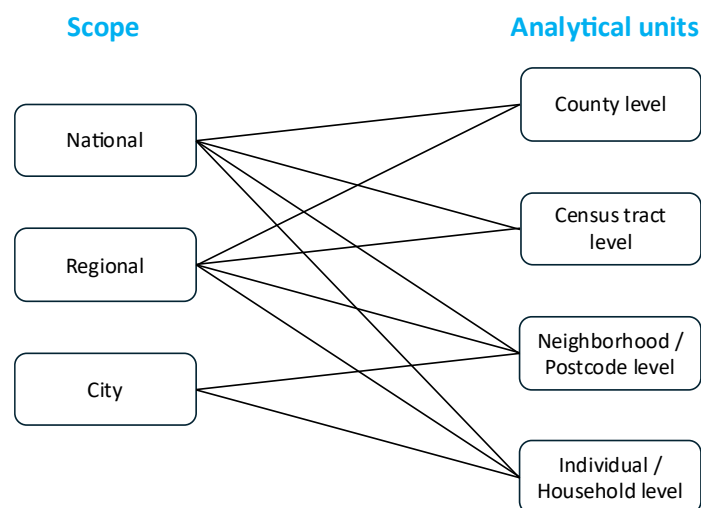 Scope
Analytical units
National
County level
Regional
Census tract
level
City
Neighborhood /
Postcode level
Individual /
Household level